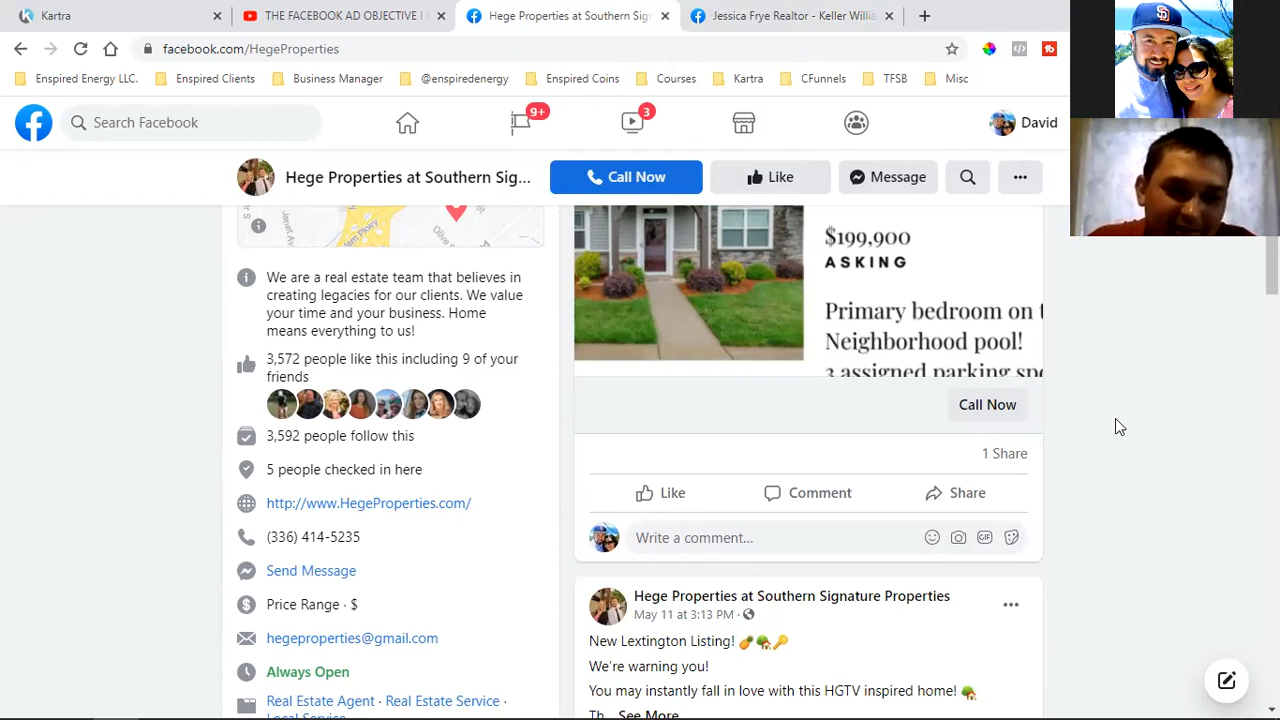 Kartra
THE FACEBOOK AD OBJECTIVE I
Hege Properties at Southern Sig
Jessica Frye Realtor - Keller Willia
facebook.com/HegeProperties
Enspired Energy LLC.
Enspired Clients
Business Manager
@enspiredenergy
Enspired Coins
Courses
Kartra
CFunnels
TFSB
Misc
Search Facebook
9+
3
David
Hege Properties at Southern Sig...
Call Now
Like
Message
We are a real estate team that believes in
creating legacies for our clients. We value
your time and your business. Home
means everything to us!
3,572 people like this including 9 of your
friends
3,592 people follow this
5 people checked in here
http://www.HegeProperties.com/
(336) 414-5235
Send Message
Price Range · $
hegeproperties@gmail.com
Always Open
Real Estate Agent · Real Estate Service ·
Local Service
$199,900
ASKING
Primary bedroom on t
Neighborhood pool!
3 assigned parking spo
Call Now
1 Share
Like
Comment
Share
Write a comment...
GIF
Hege Properties at Southern Signature Properties
May 11 at 3:13 PM ·
New Lextington Listing! 🍍🏡🔑
We're warning you!
You may instantly fall in love with this HGTV inspired home! 🏡
Th... See More